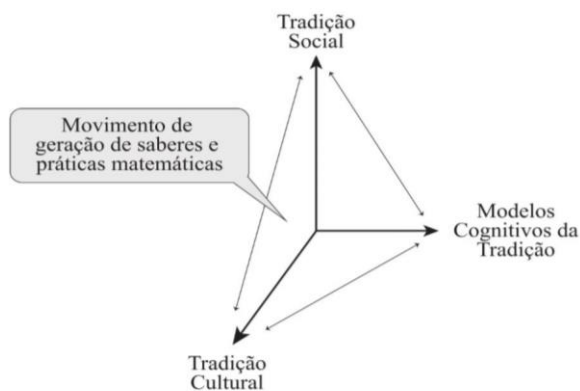 Tradição
Social
Movimento de
geração de saberes e
práticas matemáticas
Modelos
Cognitivos da
Tradição
Tradição
Cultural